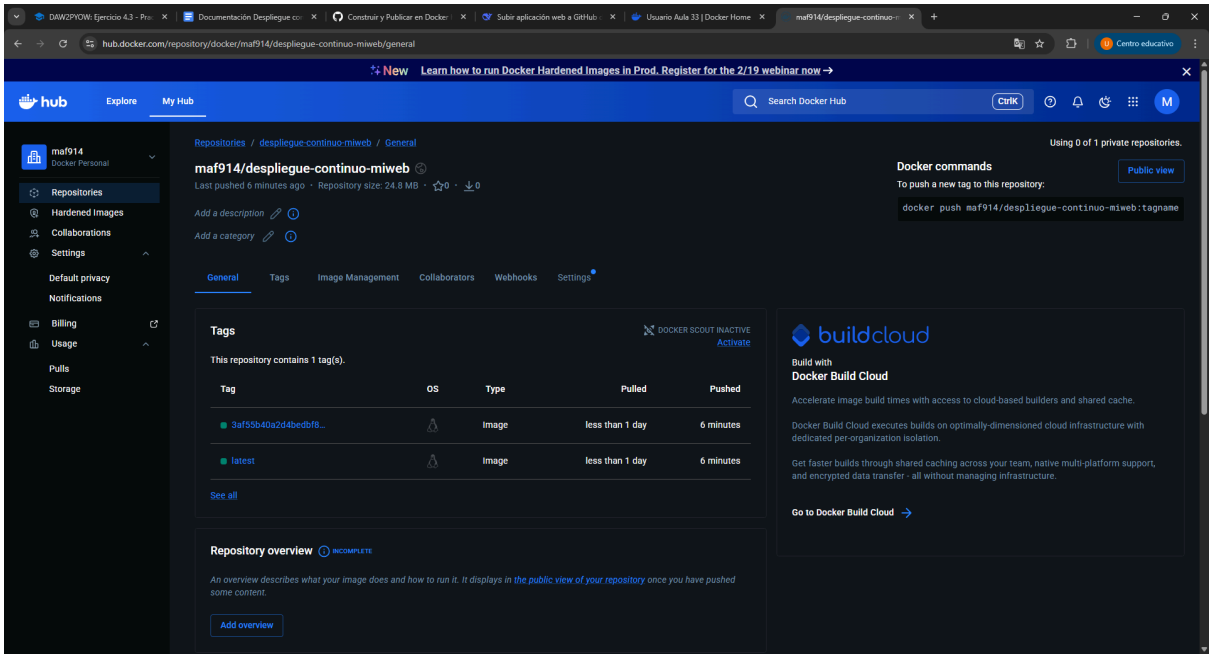 DAW2PYOW: Ejercicio 4.3 - Prac
Documentación Despliegue con
Construir y Publicar en Docker
Subir aplicación web a GitHub c
Usuario Aula 33 | Docker Home
maf914/despliegue-continuo-m
hub.docker.com/repository/docker/maf914/despliegue-continuo-miweb/general
U Centro educativo
New Learn how to run Docker Hardened Images in Prod. Register for the 2/19 webinar now →
hub
Explore
My Hub
Search Docker Hub
CtrlK
M
maf914
Docker Personal
Repositories
Hardened Images
Collaborations
Settings
Default privacy
Notifications
Billing
Usage
Pulls
Storage
Repositories / despliegue-continuo-miweb / General
Using 0 of 1 private repositories.
maf914/despliegue-continuo-miweb
Last pushed 6 minutes ago · Repository size: 24.8 MB · 0 · 0
Add a description
Add a category
Docker commands
Public view
To push a new tag to this repository:
docker push maf914/despliegue-continuo-miweb:tagname
General
Tags
Image Management
Collaborators
Webhooks
Settings
Tags
DOCKER SCOUT INACTIVE
Activate
This repository contains 1 tag(s).
Tag OS Type Pulled Pushed
3af55b40a2d4bedbf8... Image less than 1 day 6 minutes
latest Image less than 1 day 6 minutes
See all
Repository overview INCOMPLETE
An overview describes what your image does and how to run it. It displays in the public view of your repository once you have pushed
some content.
Add overview
buildcloud
Build with
Docker Build Cloud
Accelerate image build times with access to cloud-based builders and shared cache.
Docker Build Cloud executes builds on optimally-dimensioned cloud infrastructure with
dedicated per-organization isolation.
Get faster builds through shared caching across your team, native multi-platform support,
and encrypted data transfer - all without managing infrastructure.
Go to Docker Build Cloud →